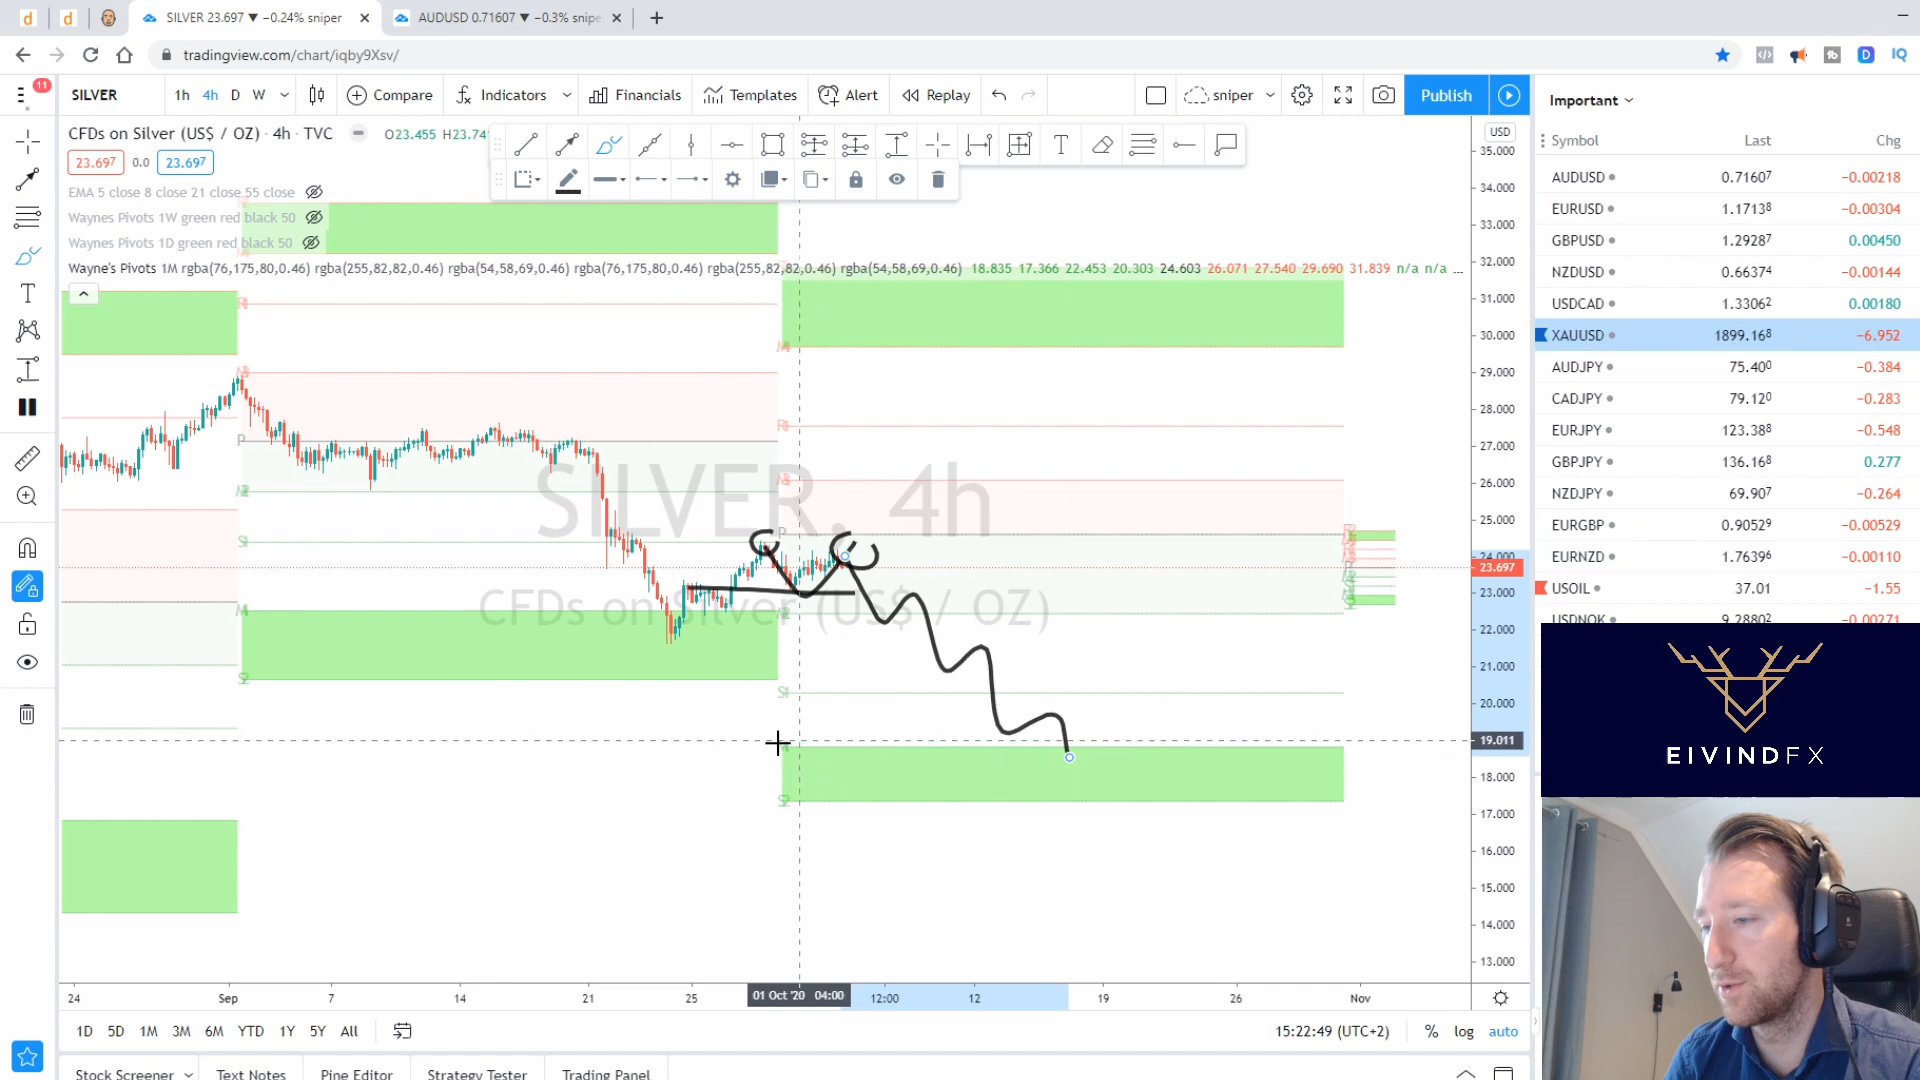 SILVER 23.697 ▼ −0.24% sniper
AUDUSD 0.71607 ▼ −0.3% snipe
tradingview.com/chart/iqby9Xsv/
11
SILVER
1h 4h D W
Compare
Indicators
Financials
Templates
Alert
Replay
sniper
Publish
CFDs on Silver (US$ / OZ) · 4h · TVC
O23.455 H23.74
23.697 0.0 23.697
EMA 5 close 8 close 21 close 55 close
Waynes Pivots 1W green red black 50
Waynes Pivots 1D green red black 50
Wayne's Pivots 1M rgba(76,175,80,0.46) rgba(255,82,82,0.46) rgba(54,58,69,0.46) rgba(76,175,80,0.46) rgba(255,82,82,0.46) rgba(54,58,69,0.46) 18.835 17.366 22.453 20.303 24.603 26.071 27.540 29.690 31.839 n/a n/a ...
SILVER, 4h
CFDs on Silver (US$ / OZ)
USD
35.000
34.000
33.000
32.000
31.000
30.000
29.000
28.000
27.000
26.000
25.000
24.000
23.697
23.000
22.000
21.000
20.000
19.011
18.000
17.000
16.000
15.000
14.000
13.000
24 Sep 7 14 21 25 01 Oct '20 04:00 12:00 12 19 26 Nov
1D 5D 1M 3M 6M YTD 1Y 5Y All
15:22:49 (UTC+2) % log auto
Stock Screener Text Notes Pine Editor Strategy Tester Trading Panel
Important
Symbol Last Chg
AUDUSD 0.71607 −0.00218
EURUSD 1.17138 −0.00304
GBPUSD 1.29287 0.00450
NZDUSD 0.66374 −0.00144
USDCAD 1.33062 0.00180
XAUUSD 1899.168 −6.952
AUDJPY 75.400 −0.384
CADJPY 79.120 −0.283
EURJPY 123.388 −0.548
GBPJPY 136.168 0.277
NZDJPY 69.907 −0.264
EURGBP 0.90529 −0.00529
EURNZD 1.76396 −0.00110
USOIL 37.01 −1.55
USDNOK 9.28802 −0.00271
EIVINDFX